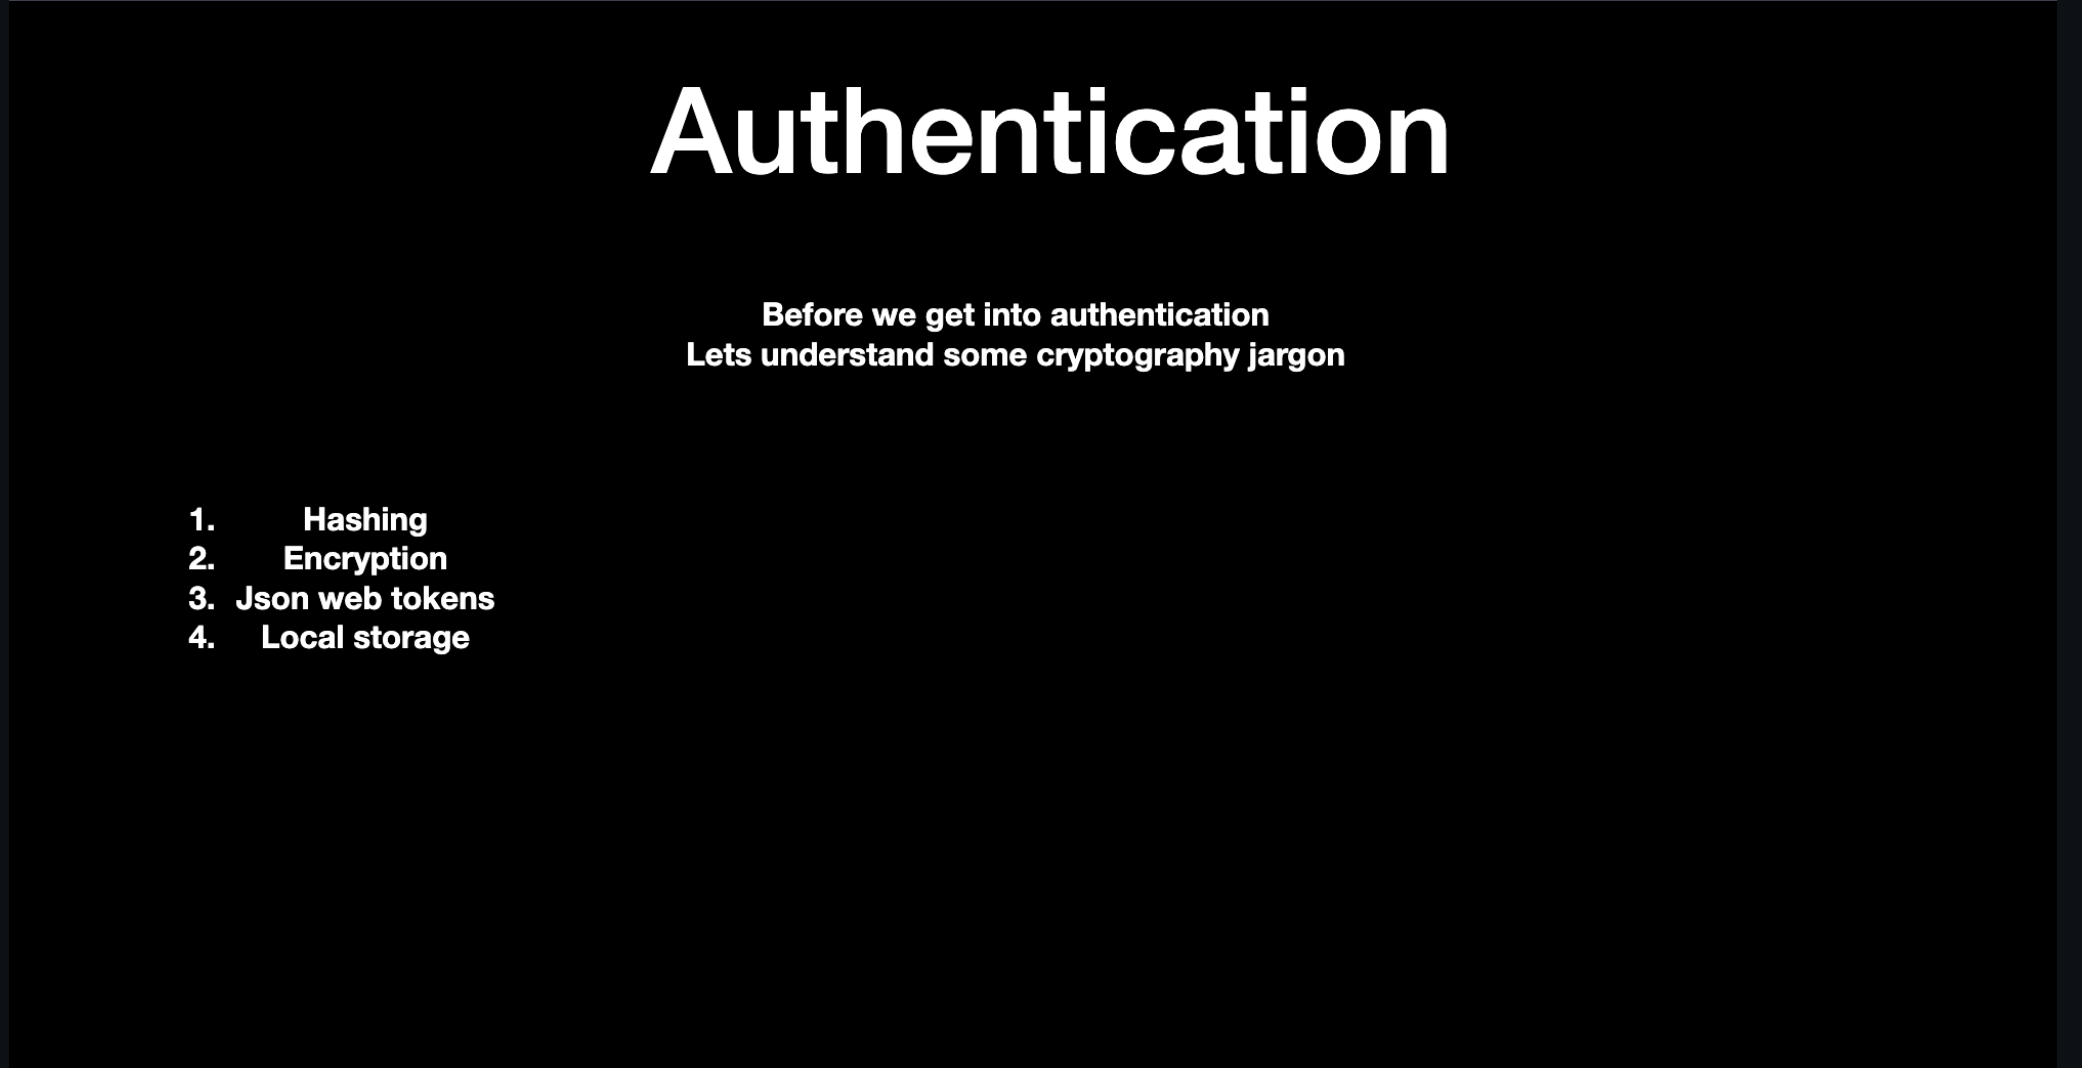 Authentication
Before we get into authentication
Lets understand some cryptography jargon
1. Hashing
2. Encryption
3. Json web tokens
4. Local storage